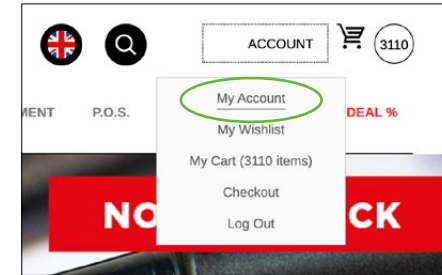 ACCOUNT
3110
MENT P.O.S. DEAL %
My Account
My Wishlist
My Cart (3110 items)
Checkout
Log Out
NO CK